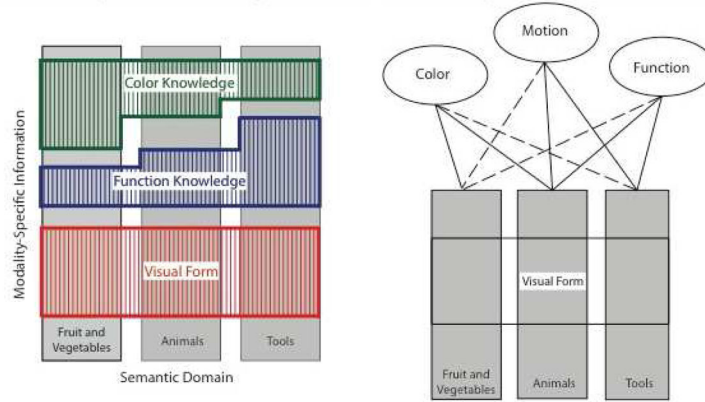 Modality-Specific Information
Color Knowledge
Function Knowledge
Visual Form
Fruit and
Vegetables
Animals
Tools
Semantic Domain
Motion
Color
Function
Visual Form
Fruit and
Vegetables
Animals
Tools